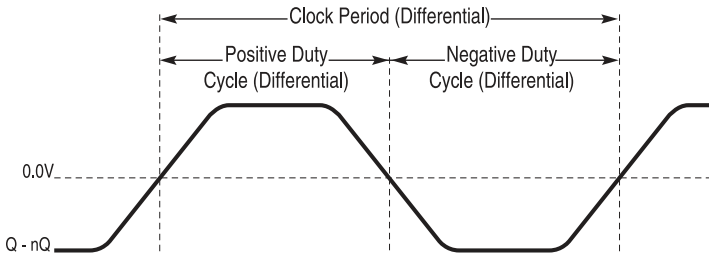 Clock Period (Differential)
Positive Duty
Cycle (Differential)
Negative Duty
Cycle (Differential)
0.0V
Q - nQ